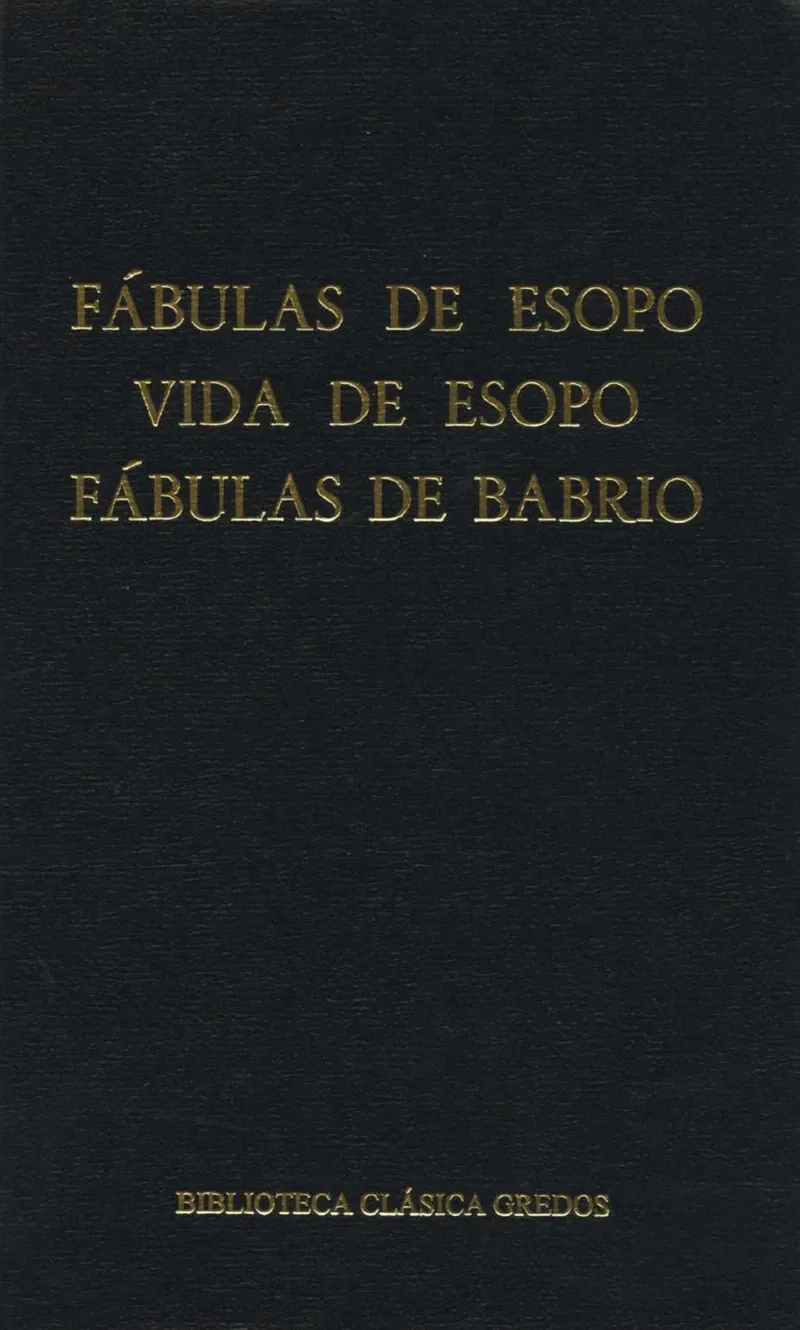 FÁBULAS DE ESOPO
VIDA DE ESOPO
FÁBULAS DE BABRIO
BIBLIOTECA CLÁSICA GREDOS